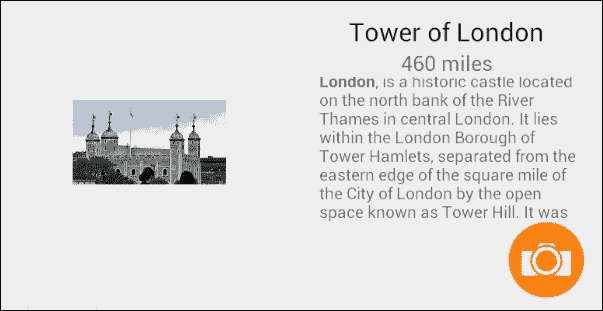 Tower of London
460 miles
London, is a historic castle located
on the north bank of the River
Thames in central London. It lies
within the London Borough of
Tower Hamlets, separated from the
eastern edge of the square mile of
the City of London by the open
space known as Tower Hill. It was